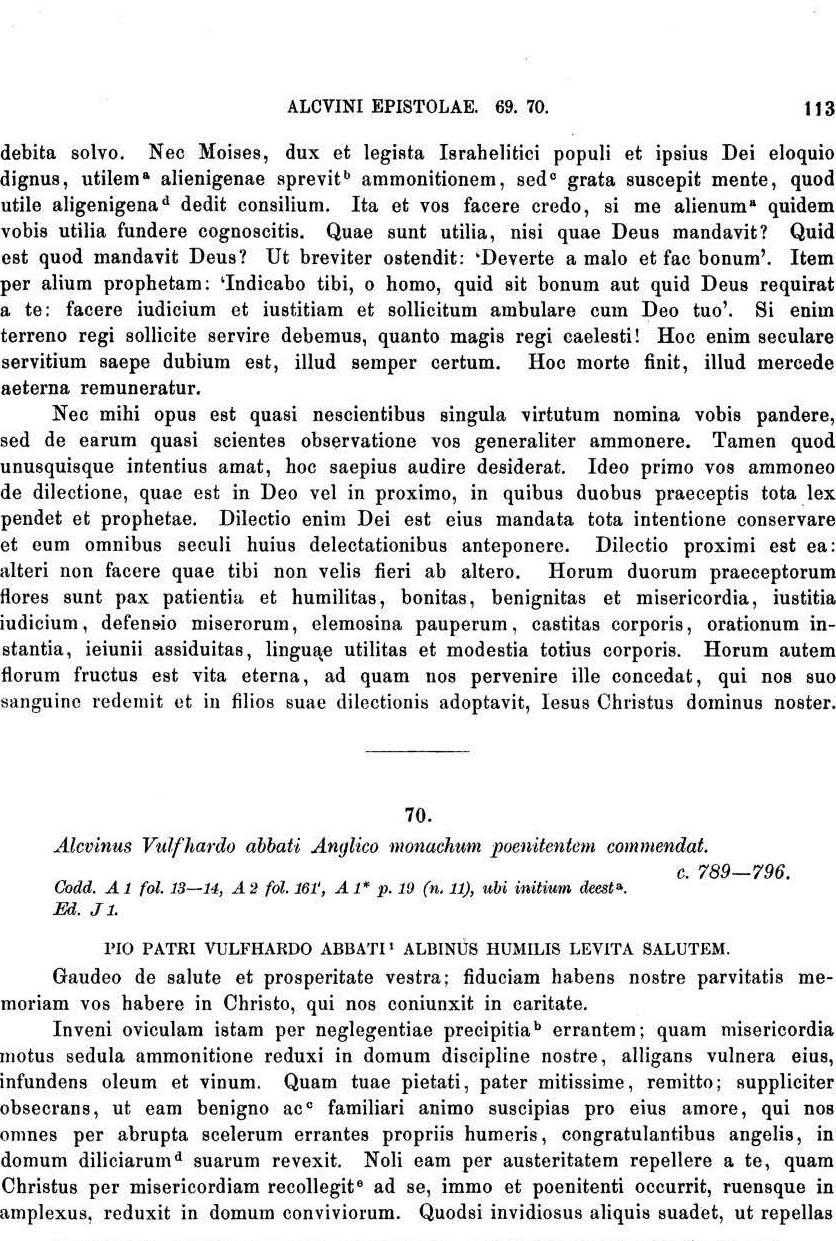 ALCVINI EPISTOLAE. 69. 70. 113
debita solvo. Nec Moises, dux et legista Israhelitici populi et ipsius Dei eloquio
dignus, utilemᵃ alienigenae sprevitᵇ ammonitionem, sedᶜ grata suscepit mente, quod
utile aligenigenaᵈ dedit consilium. Ita et vos facere credo, si me alienumᵃ quidem
vobis utilia fundere cognoscitis. Quae sunt utilia, nisi quae Deus mandavit? Quid
est quod mandavit Deus? Ut breviter ostendit: ‘Deverte a malo et fac bonum’. Item
per alium prophetam: ‘Indicabo tibi, o homo, quid sit bonum aut quid Deus requirat
a te: facere iudicium et iustitiam et sollicitum ambulare cum Deo tuo’. Si enim
terreno regi sollicite servire debemus, quanto magis regi caelesti! Hoc enim seculare
servitium saepe dubium est, illud semper certum. Hoc morte finit, illud mercede
aeterna remuneratur.
Nec mihi opus est quasi nescientibus singula virtutum nomina vobis pandere,
sed de earum quasi scientes observatione vos generaliter ammonere. Tamen quod
unusquisque intentius amat, hoc saepius audire desiderat. Ideo primo vos ammoneo
de dilectione, quae est in Deo vel in proximo, in quibus duobus praeceptis tota lex
pendet et prophetae. Dilectio enim Dei est eius mandata tota intentione conservare
et eum omnibus seculi huius delectationibus anteponere. Dilectio proximi est ea:
alteri non facere quae tibi non velis fieri ab altero. Horum duorum praeceptorum
flores sunt pax patientia et humilitas, bonitas, benignitas et misericordia, iustitia
iudicium, defensio miserorum, elemosina pauperum, castitas corporis, orationum in-
stantia, ieiunii assiduitas, linguąe utilitas et modestia totius corporis. Horum autem
florum fructus est vita eterna, ad quam nos pervenire ille concedat, qui nos suo
sanguine redemit et in filios suae dilectionis adoptavit, Iesus Christus dominus noster.
70.
Alcvinus Vulfhardo abbati Anglico monachum poenitentem commendat.
c. 789—796.
Codd. A 1 fol. 13—14, A 2 fol. 161', A 1* p. 19 (n. 11), ubi initium deestᵃ.
Ed. J 1.
PIO PATRI VULFHARDO ABBATI¹ ALBINUS HUMILIS LEVITA SALUTEM.
Gaudeo de salute et prosperitate vestra; fiduciam habens nostre parvitatis me-
moriam vos habere in Christo, qui nos coniunxit in caritate.
Inveni oviculam istam per neglegentiae precipitiaᵇ errantem; quam misericordia
motus sedula ammonitione reduxi in domum discipline nostre, alligans vulnera eius,
infundens oleum et vinum. Quam tuae pietati, pater mitissime, remitto; suppliciter
obsecrans, ut eam benigno acᶜ familiari animo suscipias pro eius amore, qui nos
omnes per abrupta scelerum errantes propriis humeris, congratulantibus angelis, in
domum diliciarumᵈ suarum revexit. Noli eam per austeritatem repellere a te, quam
Christus per misericordiam recollegitᵉ ad se, immo et poenitenti occurrit, ruensque in
amplexus, reduxit in domum conviviorum. Quodsi invidiosus aliquis suadet, ut repellas